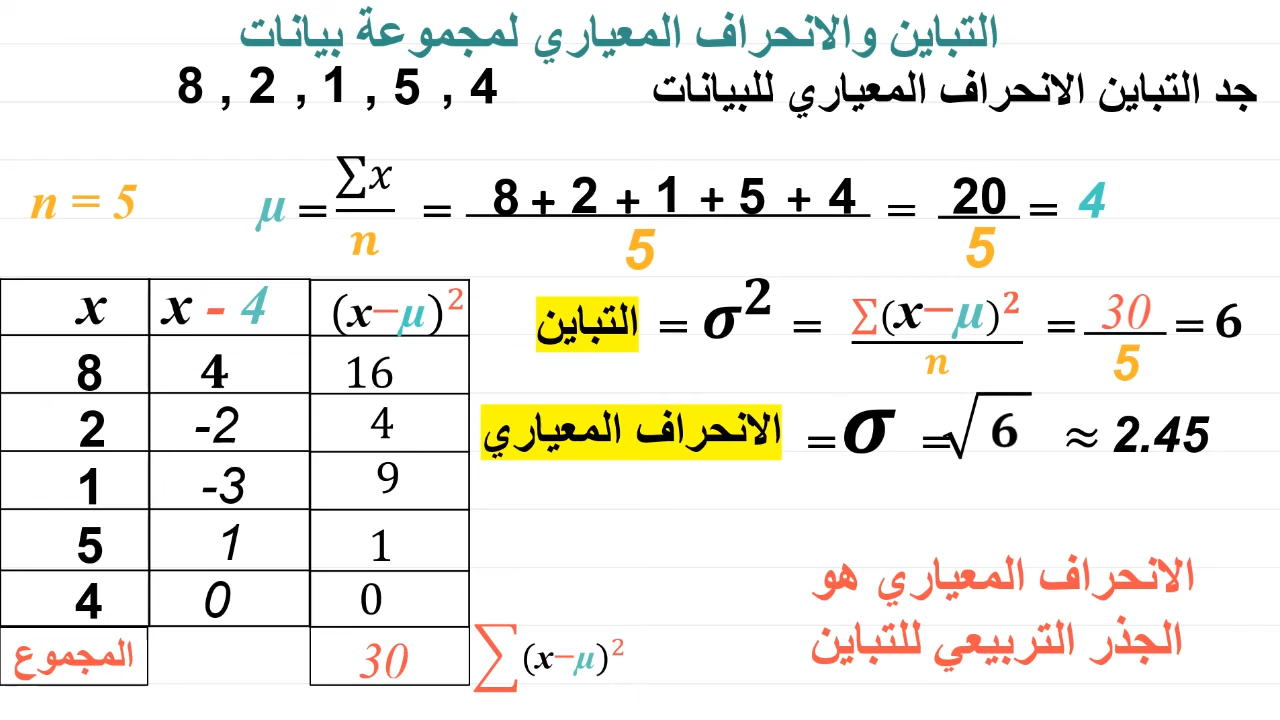 التباين والانحراف المعياري لمجموعة بيانات
جد التباين الانحراف المعياري للبيانات 8 , 2 , 1 , 5 , 4
n = 5 μ = ∑x / n = 8 + 2 + 1 + 5 + 4 / 5 = 20 / 5 = 4
x x - 4 (x−μ)²
8 4 16
2 -2 4
1 -3 9
5 1 1
4 0 0
المجموع 30 ∑(x−μ)²
التباين = σ² = ∑(x−μ)² / n = 30 / 5 = 6
الانحراف المعياري = σ = √6 ≈ 2.45
الانحراف المعياري هو
الجذر التربيعي للتباين